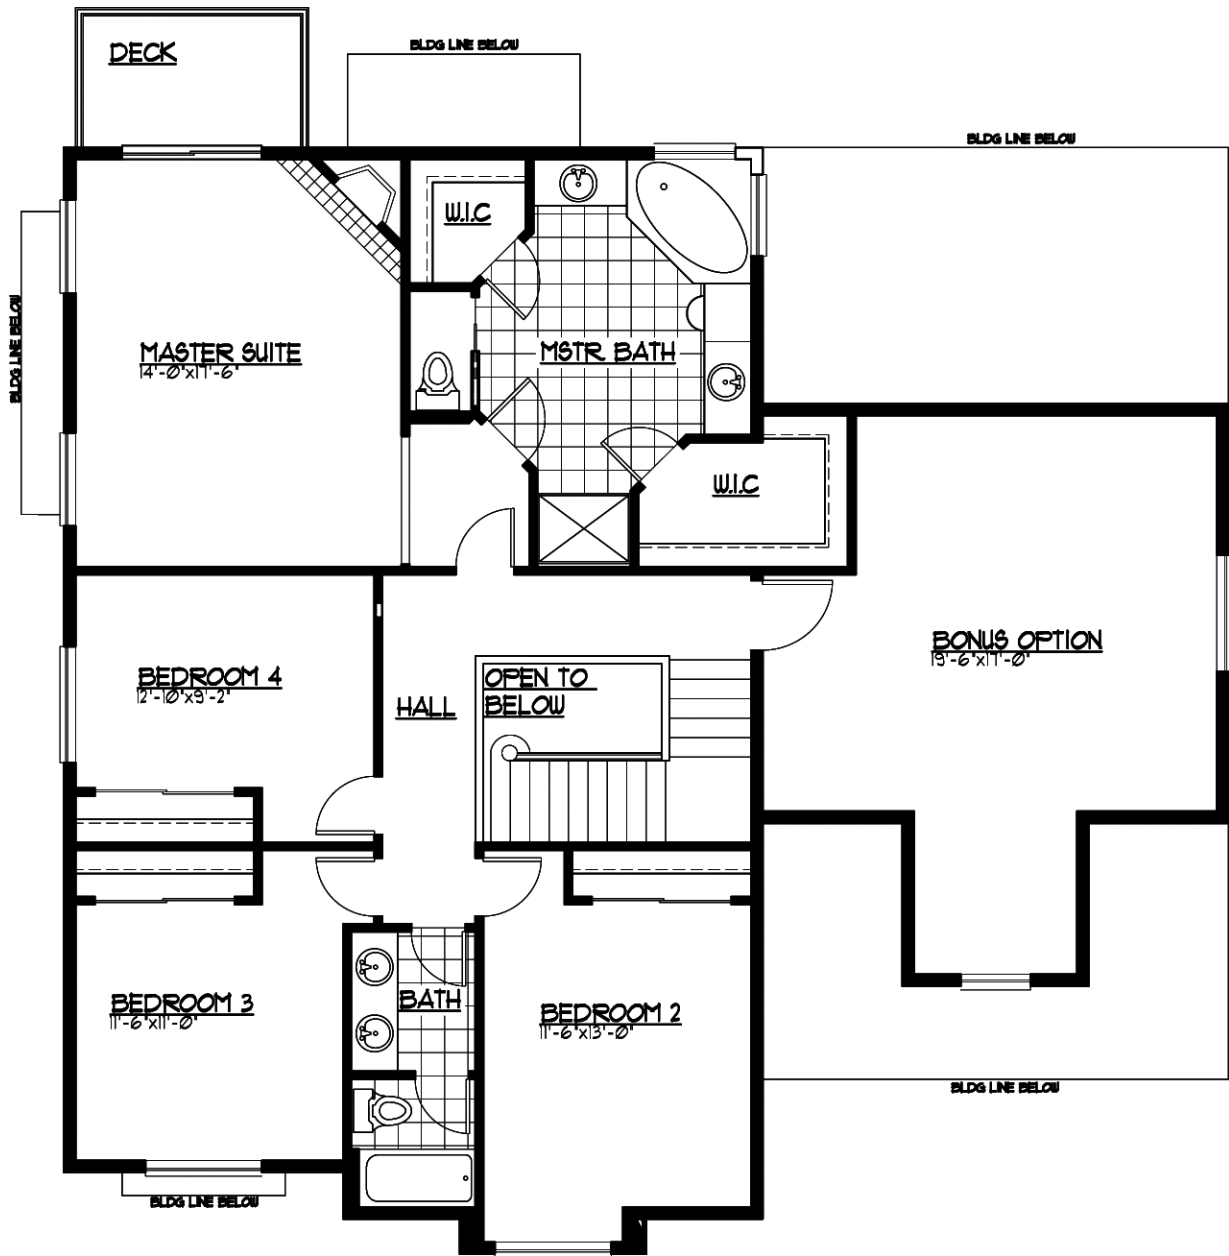 DECK
BLDG LINE BELOW
BLDG LINE BELOW
W.I.C
BLDG LINE BELOW
MASTER SUITE
14'-0"x17'-6"
MSTR BATH
W.I.C
BONUS OPTION
19'-6"x17'-0"
BEDROOM 4
12'-10"x9'-2"
HALL
OPEN TO
BELOW
BEDROOM 3
11'-6"x11'-0"
BATH
BEDROOM 2
11'-6"x13'-0"
BLDG LINE BELOW
BLDG LINE BELOW